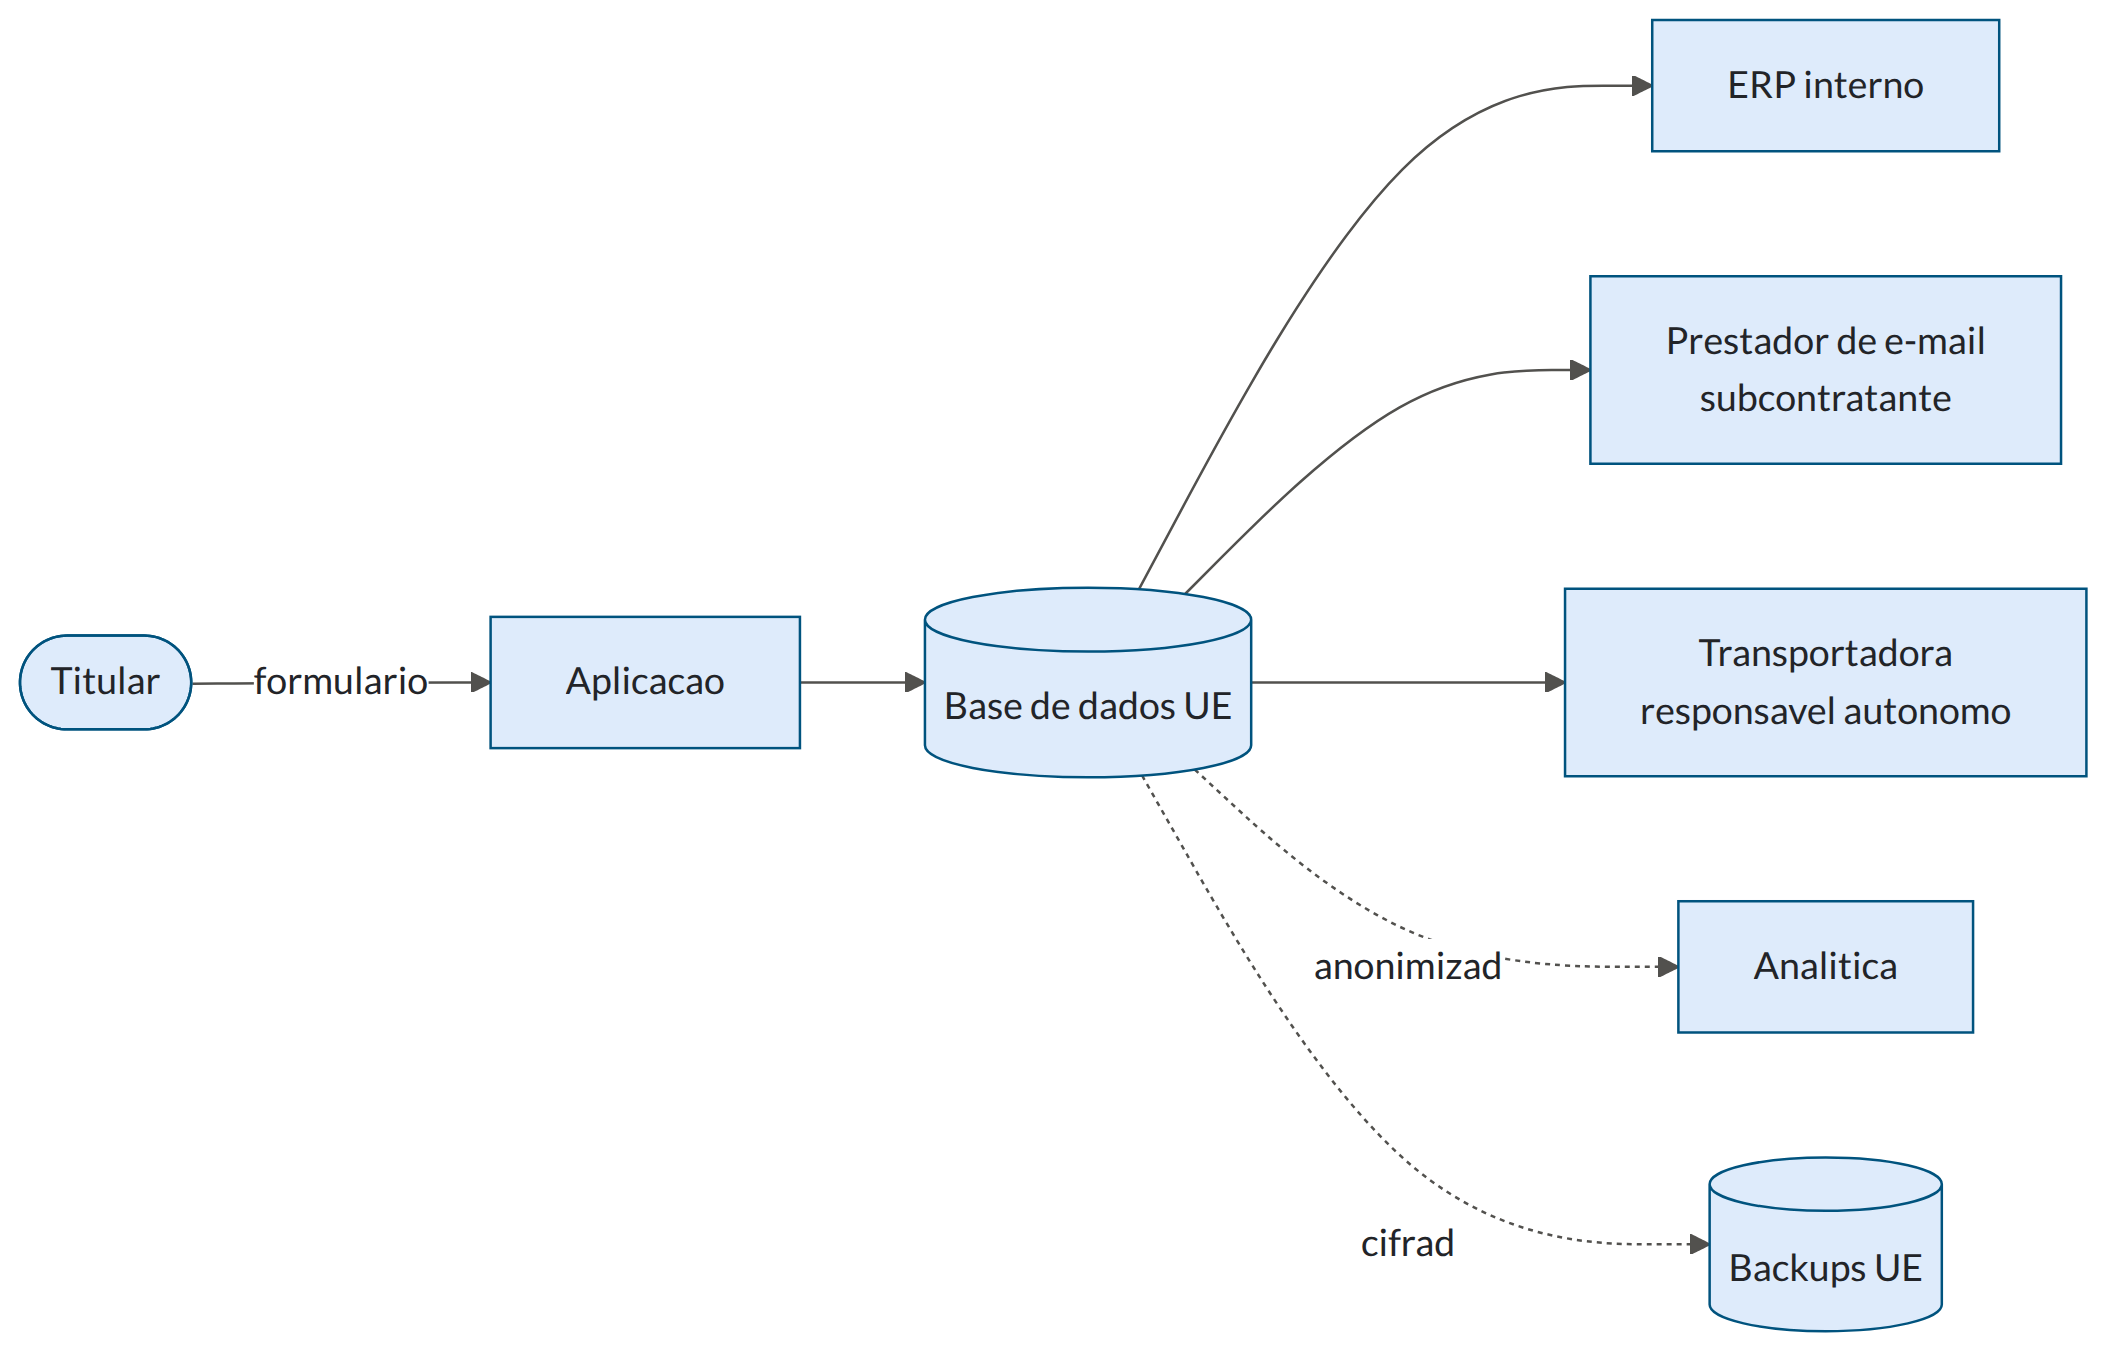 ERP interno
Prestador de e-mail
subcontratante
Titular
formulario
Aplicacao
Base de dados UE
Transportadora
responsavel autonomo
anonimizad
Analitica
cifrad
Backups UE